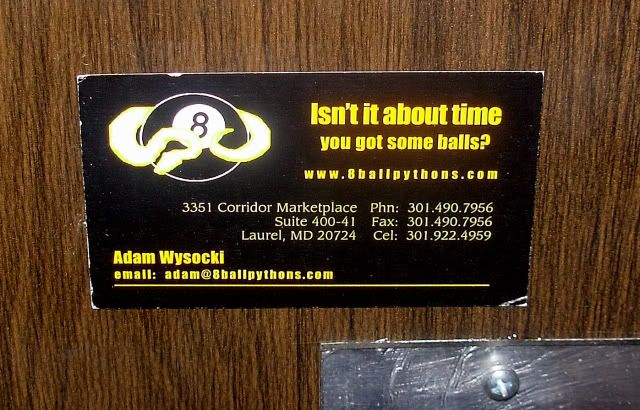 8
Isn't it about time
you got some balls?
www.8ballpythons.com
3351 Corridor Marketplace Phn: 301.490.7956
Suite 400-41 Fax: 301.490.7956
Laurel, MD 20724 Cel: 301.922.4959
Adam Wysocki
email: adam@8ballpythons.com